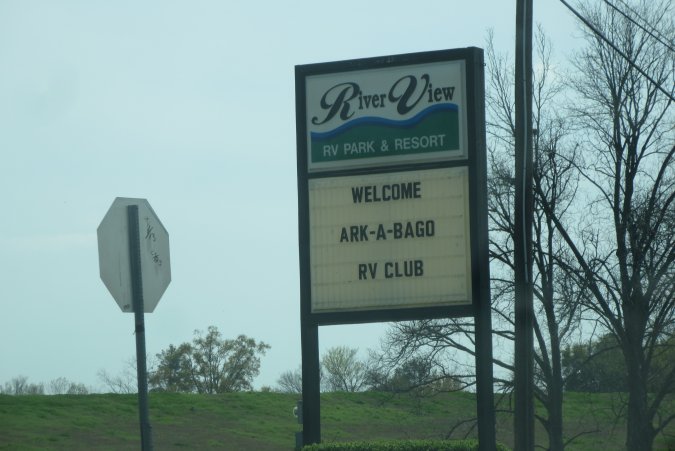 River View
RV PARK & RESORT
WELCOME
ARK-A-BAGO
RV CLUB